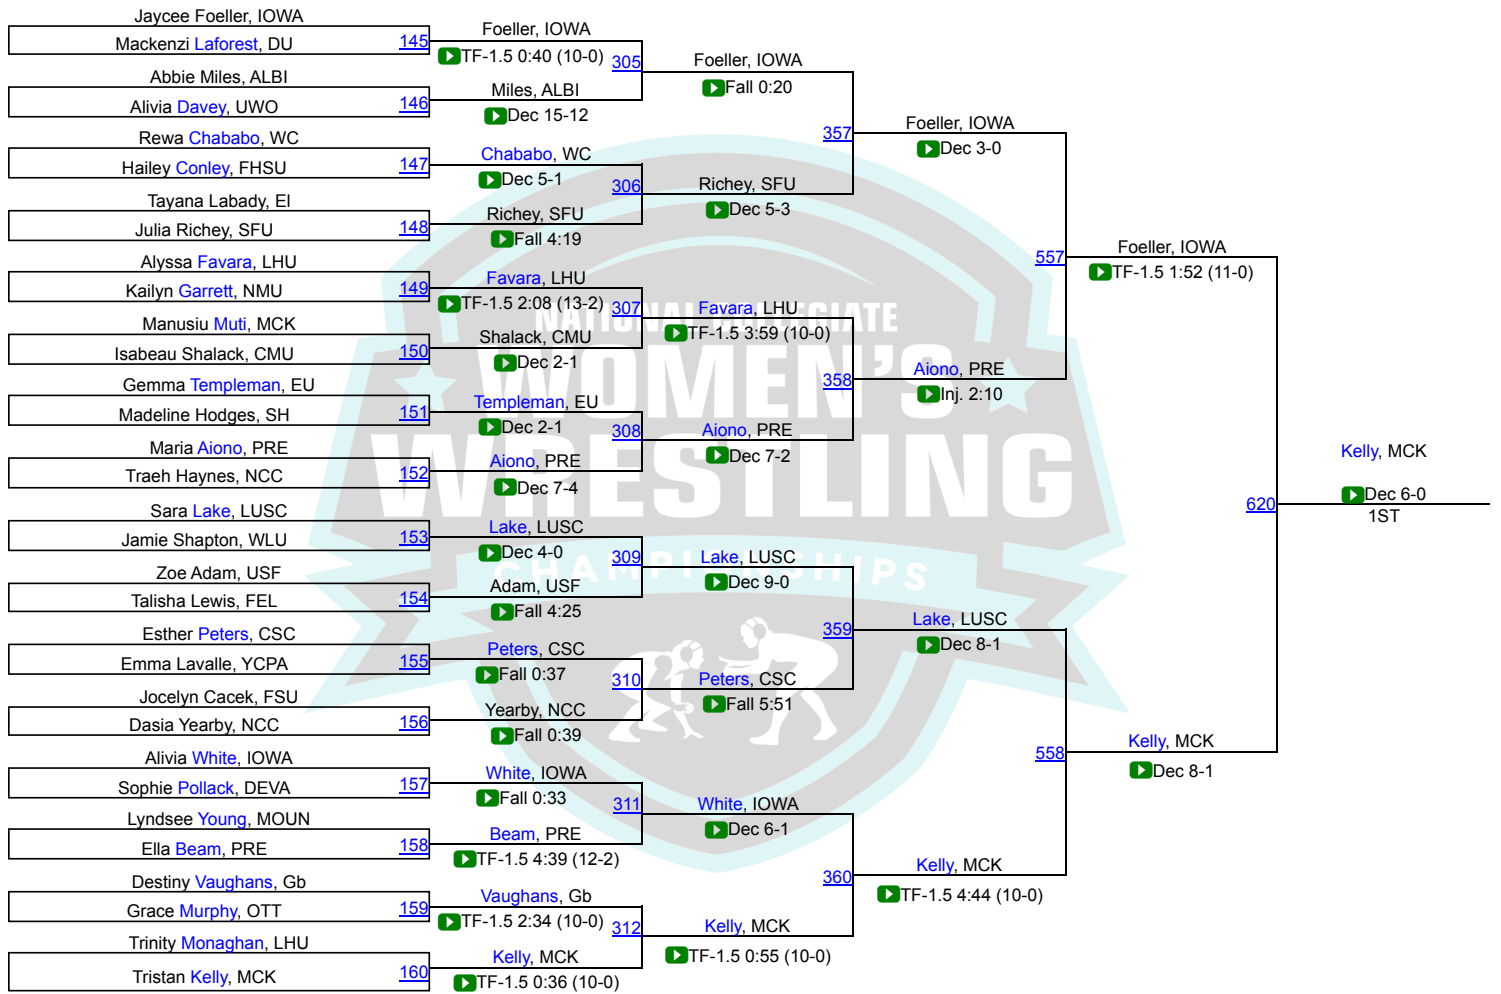 Jaycee Foeller, IOWA
Mackenzi Laforest, DU
145
Abbie Miles, ALBI
Alivia Davey, UWO
146
Rewa Chababo, WC
Hailey Conley, FHSU
147
Tayana Labady, EI
Julia Richey, SFU
148
Alyssa Favara, LHU
Kailyn Garrett, NMU
149
Manusiu Muti, MCK
Isabeau Shalack, CMU
150
Gemma Templeman, EU
Madeline Hodges, SH
151
Maria Aiono, PRE
Traeh Haynes, NCC
152
Sara Lake, LUSC
Jamie Shapton, WLU
153
Zoe Adam, USF
Talisha Lewis, FEL
154
Esther Peters, CSC
Emma Lavalle, YCPA
155
Jocelyn Cacek, FSU
Dasia Yearby, NCC
156
Alivia White, IOWA
Sophie Pollack, DEVA
157
Lyndsee Young, MOUN
Ella Beam, PRE
158
Destiny Vaughans, Gb
Grace Murphy, OTT
159
Trinity Monaghan, LHU
Tristan Kelly, MCK
160
Foeller, IOWA
TF-1.5 0:40 (10-0)
305
Miles, ALBI
Dec 15-12
Chababo, WC
Dec 5-1
306
Richey, SFU
Fall 4:19
Favara, LHU
TF-1.5 2:08 (13-2)
307
Shalack, CMU
Dec 2-1
Templeman, EU
Dec 2-1
308
Aiono, PRE
Dec 7-4
Lake, LUSC
Dec 4-0
309
Adam, USF
Fall 4:25
Peters, CSC
Fall 0:37
310
Yearby, NCC
Fall 0:39
White, IOWA
Fall 0:33
311
Beam, PRE
TF-1.5 4:39 (12-2)
Vaughans, Gb
TF-1.5 2:34 (10-0)
312
Kelly, MCK
TF-1.5 0:36 (10-0)
Foeller, IOWA
Fall 0:20
357
Richey, SFU
Dec 5-3
Favara, LHU
TF-1.5 3:59 (10-0)
358
Aiono, PRE
Dec 7-2
Lake, LUSC
Dec 9-0
359
Peters, CSC
Fall 5:51
White, IOWA
Dec 6-1
360
Kelly, MCK
TF-1.5 0:55 (10-0)
Foeller, IOWA
Dec 3-0
557
Aiono, PRE
Inj. 2:10
Lake, LUSC
Dec 8-1
558
Kelly, MCK
TF-1.5 4:44 (10-0)
Foeller, IOWA
TF-1.5 1:52 (11-0)
620
Kelly, MCK
Dec 8-1
Kelly, MCK
Dec 6-0
1ST
NATIONAL COLLEGIATE
WOMEN'S
WRESTLING
CHAMPIONSHIPS